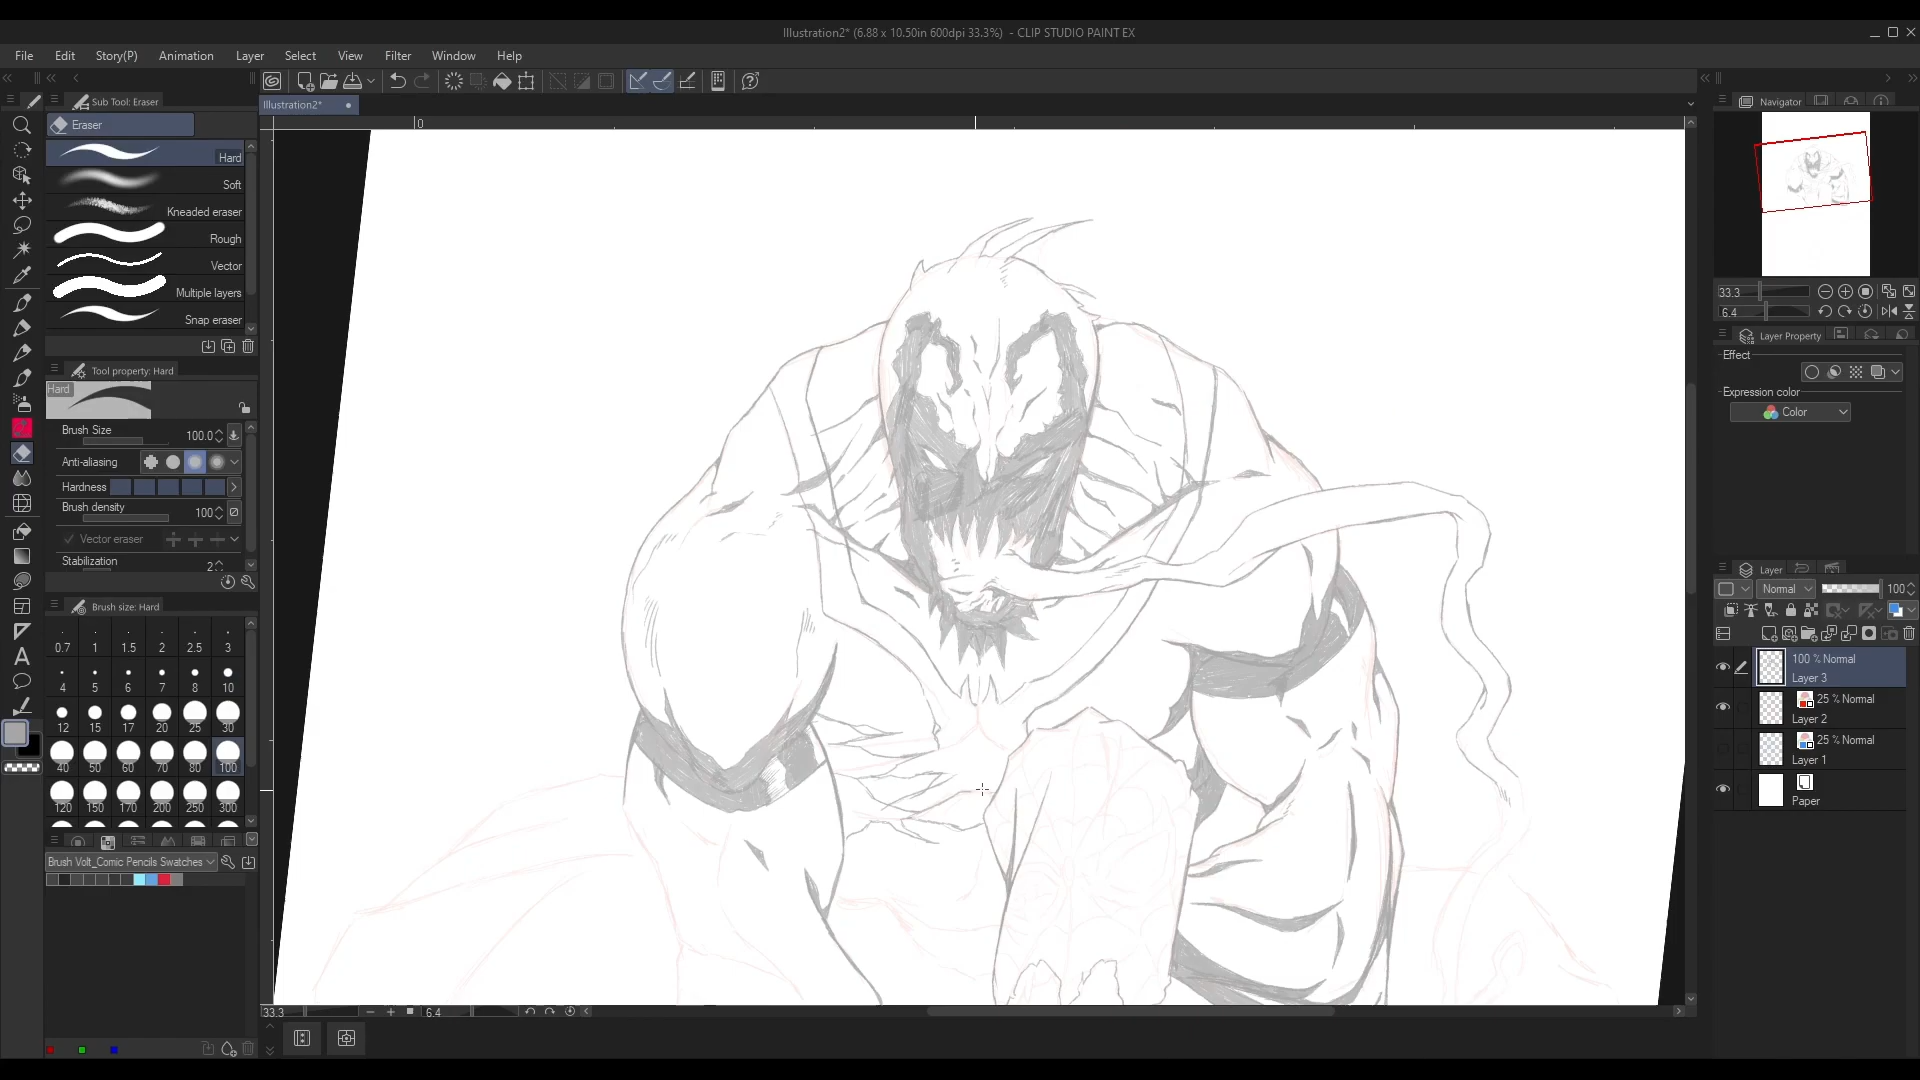 Illustration2* (6.88 x 10.50in 600dpi 33.3%) - CLIP STUDIO PAINT EX
File Edit Story(P) Animation Layer Select View Filter Window Help
Sub Tool: Eraser
Illustration2*
Navigator
Eraser
0
Hard
Soft
Kneaded eraser
Rough
Vector
Multiple layers
Snap eraser
33.3
6.4
Layer Property
Effect
Expression color
Color
Tool property: Hard
Hard
Brush Size 100.0
Anti-aliasing
Hardness
Brush density 100
Vector eraser
Stabilization 2
Layer
Normal 100
Brush size: Hard
0.7 1 1.5 2 2.5 3
4 5 6 7 8 10
12 15 17 20 25 30
40 50 60 70 80 100
120 150 170 200 250 300
100 % Normal
Layer 3
25 % Normal
Layer 2
25 % Normal
Layer 1
Paper
Brush Volt_Comic Pencils Swatches
33.3
6.4